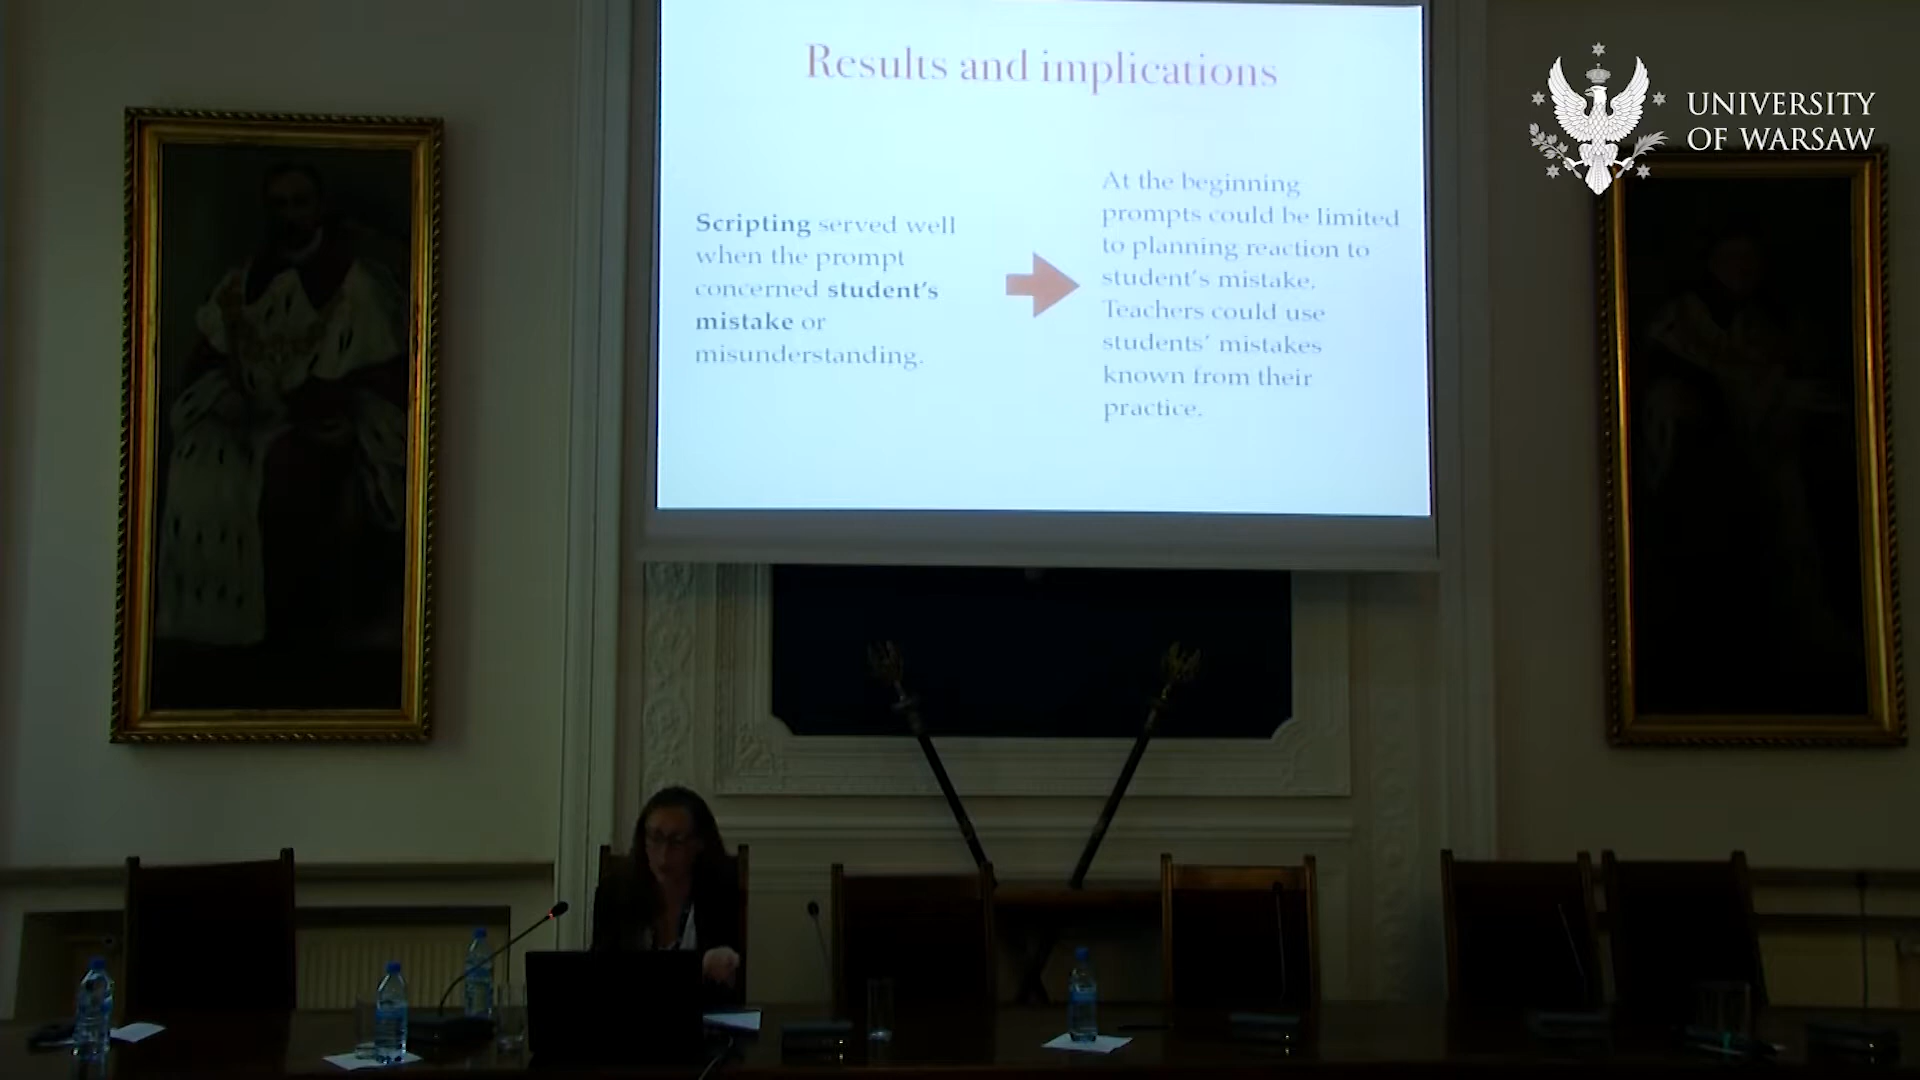 Results and implications
Scripting served well
when the prompt
concerned student's
mistake or
misunderstanding.
At the beginning
prompts could be limited
to planning reaction to
student's mistake.
Teachers could use
students' mistakes
known from their
practice.
UNIVERSITY
OF WARSAW